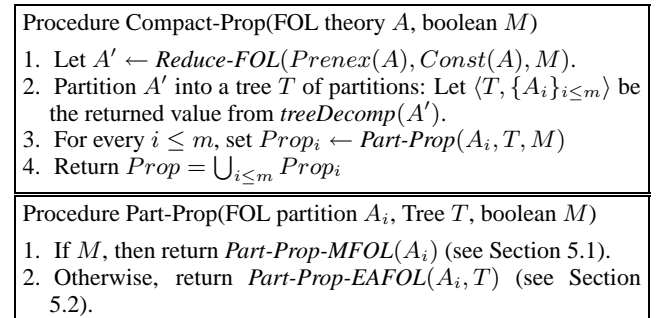 Procedure Compact-Prop(FOL theory A, boolean M)
1. Let A′ ← Reduce-FOL(Prenex(A), Const(A), M).
2. Partition A′ into a tree T of partitions: Let ⟨T, {A_i}_{i≤m}⟩ be
the returned value from treeDecomp(A′).
3. For every i ≤ m, set Prop_i ← Part-Prop(A_i, T, M)
4. Return Prop = ⋃_{i≤m} Prop_i
Procedure Part-Prop(FOL partition A_i, Tree T, boolean M)
1. If M, then return Part-Prop-MFOL(A_i) (see Section 5.1).
2. Otherwise, return Part-Prop-EAFOL(A_i, T) (see Section
5.2).